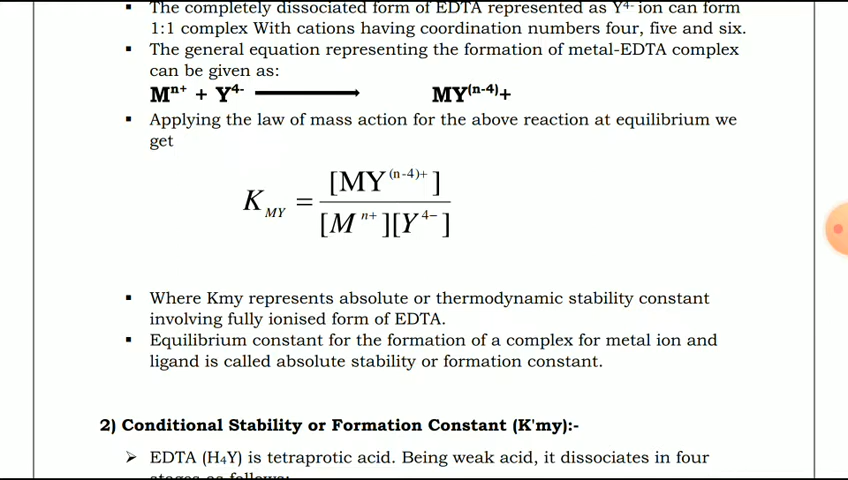 ▪ The completely dissociated form of EDTA represented as Y⁴⁻ ion can form
1:1 complex With cations having coordination numbers four, five and six.
▪ The general equation representing the formation of metal-EDTA complex
can be given as:
Mⁿ⁺ + Y⁴⁻ ⟶ MY⁽ⁿ⁻⁴⁾+
▪ Applying the law of mass action for the above reaction at equilibrium we
get
K_MY = [MY⁽ⁿ⁻⁴⁾⁺] / [Mⁿ⁺][Y⁴⁻]
▪ Where Kmy represents absolute or thermodynamic stability constant
involving fully ionised form of EDTA.
▪ Equilibrium constant for the formation of a complex for metal ion and
ligand is called absolute stability or formation constant.
2) Conditional Stability or Formation Constant (K'my):-
➢ EDTA (H₄Y) is tetraprotic acid. Being weak acid, it dissociates in four
stages as follows: